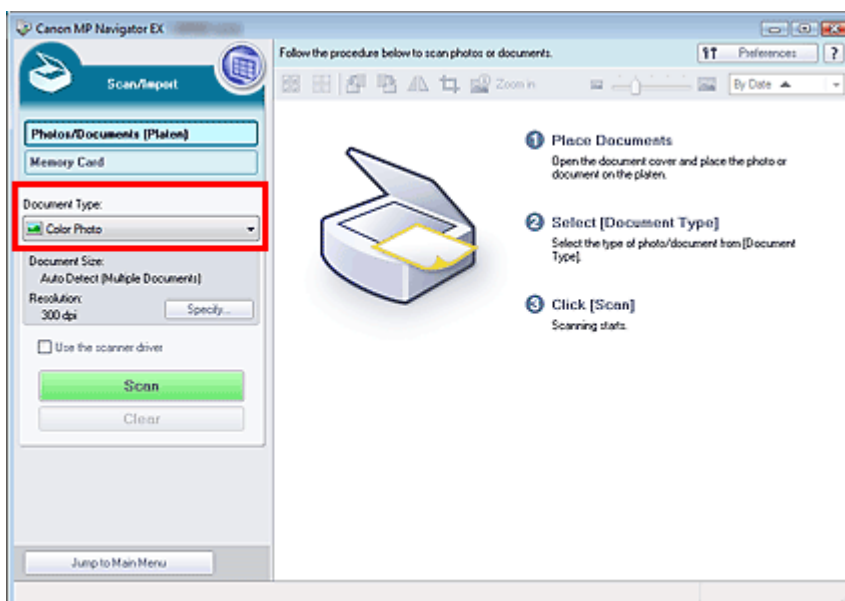 Canon MP Navigator EX
Scan/Import
Follow the procedure below to scan photos or documents.
Preferences
?
Zoom in
By Date
Photos/Documents (Platen)
Memory Card
Document Type:
Color Photo
Document Size:
Auto Detect (Multiple Documents)
Resolution:
300 dpi
Specify...
Use the scanner driver
Scan
Clear
Jump to Main Menu
1 Place Documents
Open the document cover and place the photo or
document on the platen.
2 Select [Document Type]
Select the type of photo/document from [Document
Type].
3 Click [Scan]
Scanning starts.